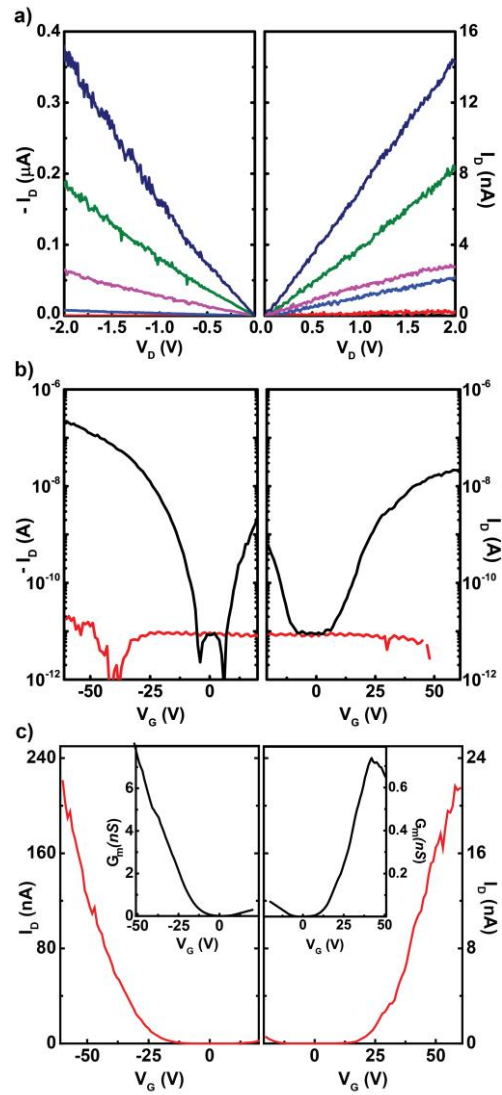 a)
0.4
0.3
0.2
0.1
0.0
- I_D (μA)
-2.0 -1.5 -1.0 -0.5 0.0
V_D (V)
16
12
8
4
0
I_D (nA)
0.0 0.5 1.0 1.5 2.0
V_D (V)
b)
10^-6
10^-8
10^-10
10^-12
- I_D (A)
-50 -25 0
V_G (V)
10^-6
10^-8
10^-10
10^-12
I_D (A)
0 25 50
V_G (V)
c)
240
160
80
0
I_D (nA)
-50 -25 0
V_G (V)
6
4
2
0
G_m(nS)
-50 -25 0
V_G (V)
0.6
0.4
0.2
0.0
G_m(nS)
0 25 50
V_G (V)
24
16
8
0
I_D (nA)
0 25 50
V_G (V)